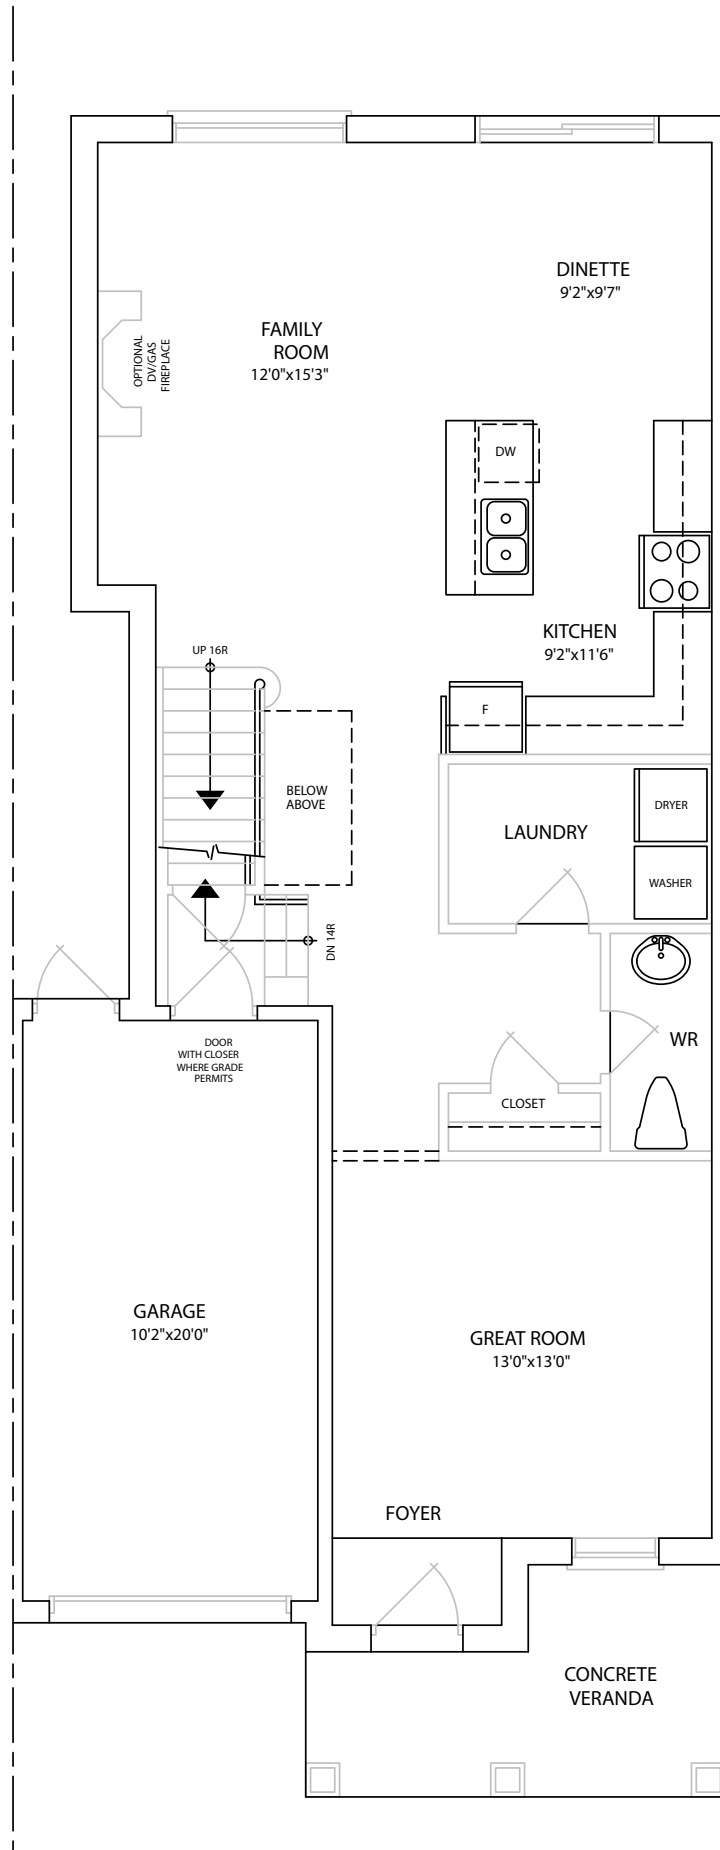 DINETTE
9'2"x9'7"
FAMILY
ROOM
12'0"x15'3"
OPTIONAL
DV/GAS
FIREPLACE
DW
KITCHEN
9'2"x11'6"
UP 16R
F
BELOW
ABOVE
LAUNDRY
DRYER
WASHER
DN 14R
DOOR
WITH CLOSER
WHERE GRADE
PERMITS
WR
CLOSET
GARAGE
10'2"x20'0"
GREAT ROOM
13'0"x13'0"
FOYER
CONCRETE
VERANDA